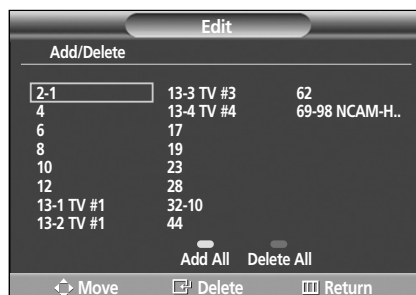 Edit
Add/Delete
2-1 13-3 TV #3 62
4 13-4 TV #4 69-98 NCAM-H..
6 17
8 19
10 23
12 28
13-1 TV #1 32-10
13-2 TV #1 44
Add All Delete All
Move Delete Return